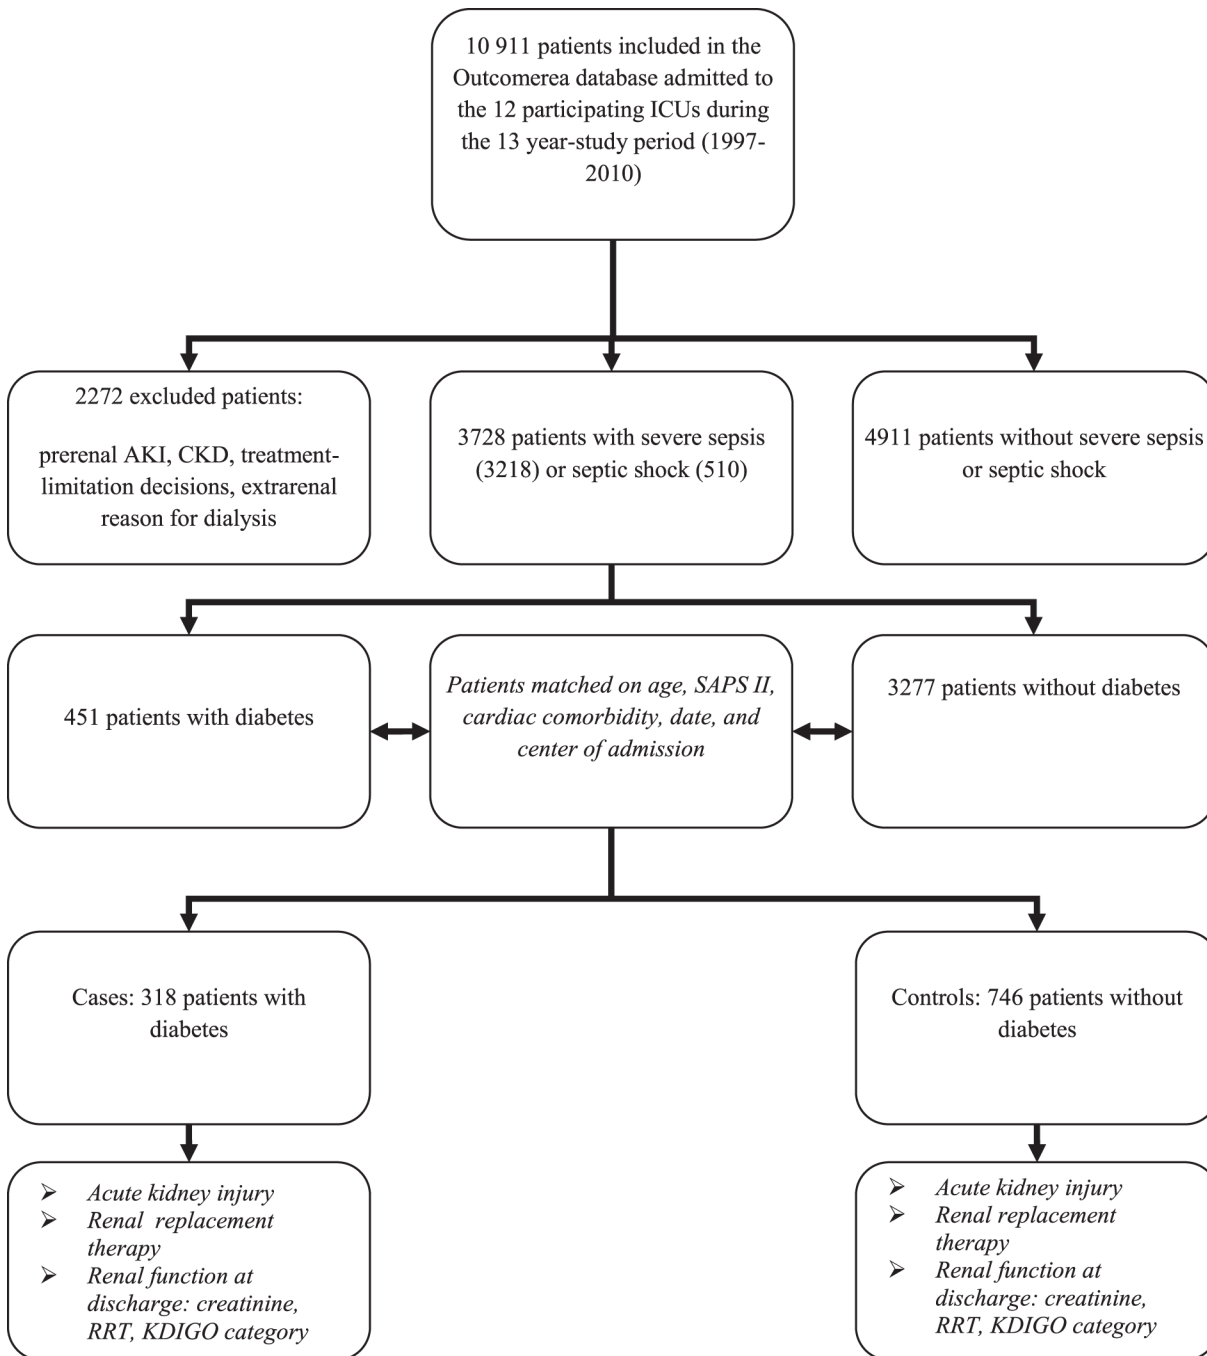 10 911 patients included in the
Outcomerea database admitted to
the 12 participating ICUs during
the 13 year-study period (1997-
2010)
2272 excluded patients:
prerenal AKI, CKD, treatment-
limitation decisions, extrarenal
reason for dialysis
3728 patients with severe sepsis
(3218) or septic shock (510)
4911 patients without severe sepsis
or septic shock
451 patients with diabetes
Patients matched on age, SAPS II,
cardiac comorbidity, date, and
center of admission
3277 patients without diabetes
Cases: 318 patients with
diabetes
Controls: 746 patients without
diabetes
➢ Acute kidney injury
➢ Renal replacement
therapy
➢ Renal function at
discharge: creatinine,
RRT, KDIGO category
➢ Acute kidney injury
➢ Renal replacement
therapy
➢ Renal function at
discharge: creatinine,
RRT, KDIGO category